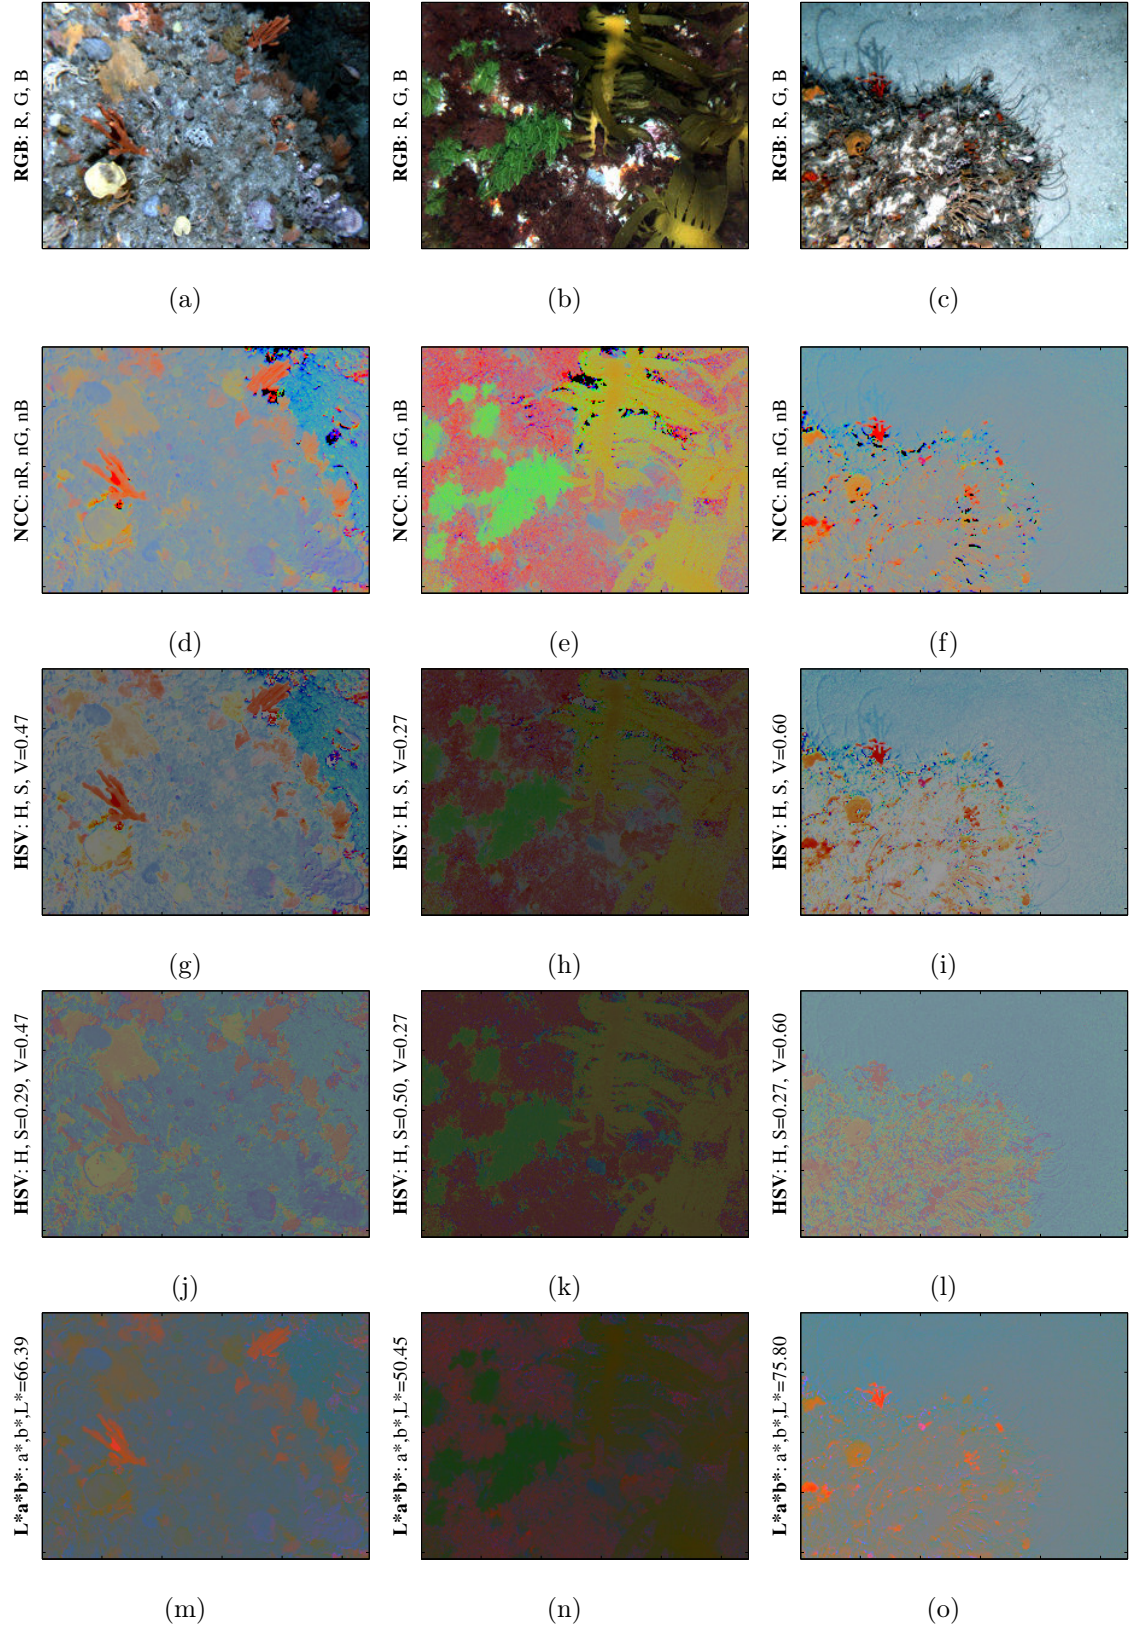 RGB: R, G, B
RGB: R, G, B
RGB: R, G, B
(a)
(b)
(c)
NCC: nR, nG, nB
NCC: nR, nG, nB
NCC: nR, nG, nB
(d)
(e)
(f)
HSV: H, S, V=0.47
HSV: H, S, V=0.27
HSV: H, S, V=0.60
(g)
(h)
(i)
HSV: H, S=0.29, V=0.47
HSV: H, S=0.50, V=0.27
HSV: H, S=0.27, V=0.60
(j)
(k)
(l)
L*a*b*: a*,b*,L*=66.39
L*a*b*: a*,b*,L*=50.45
L*a*b*: a*,b*,L*=75.80
(m)
(n)
(o)